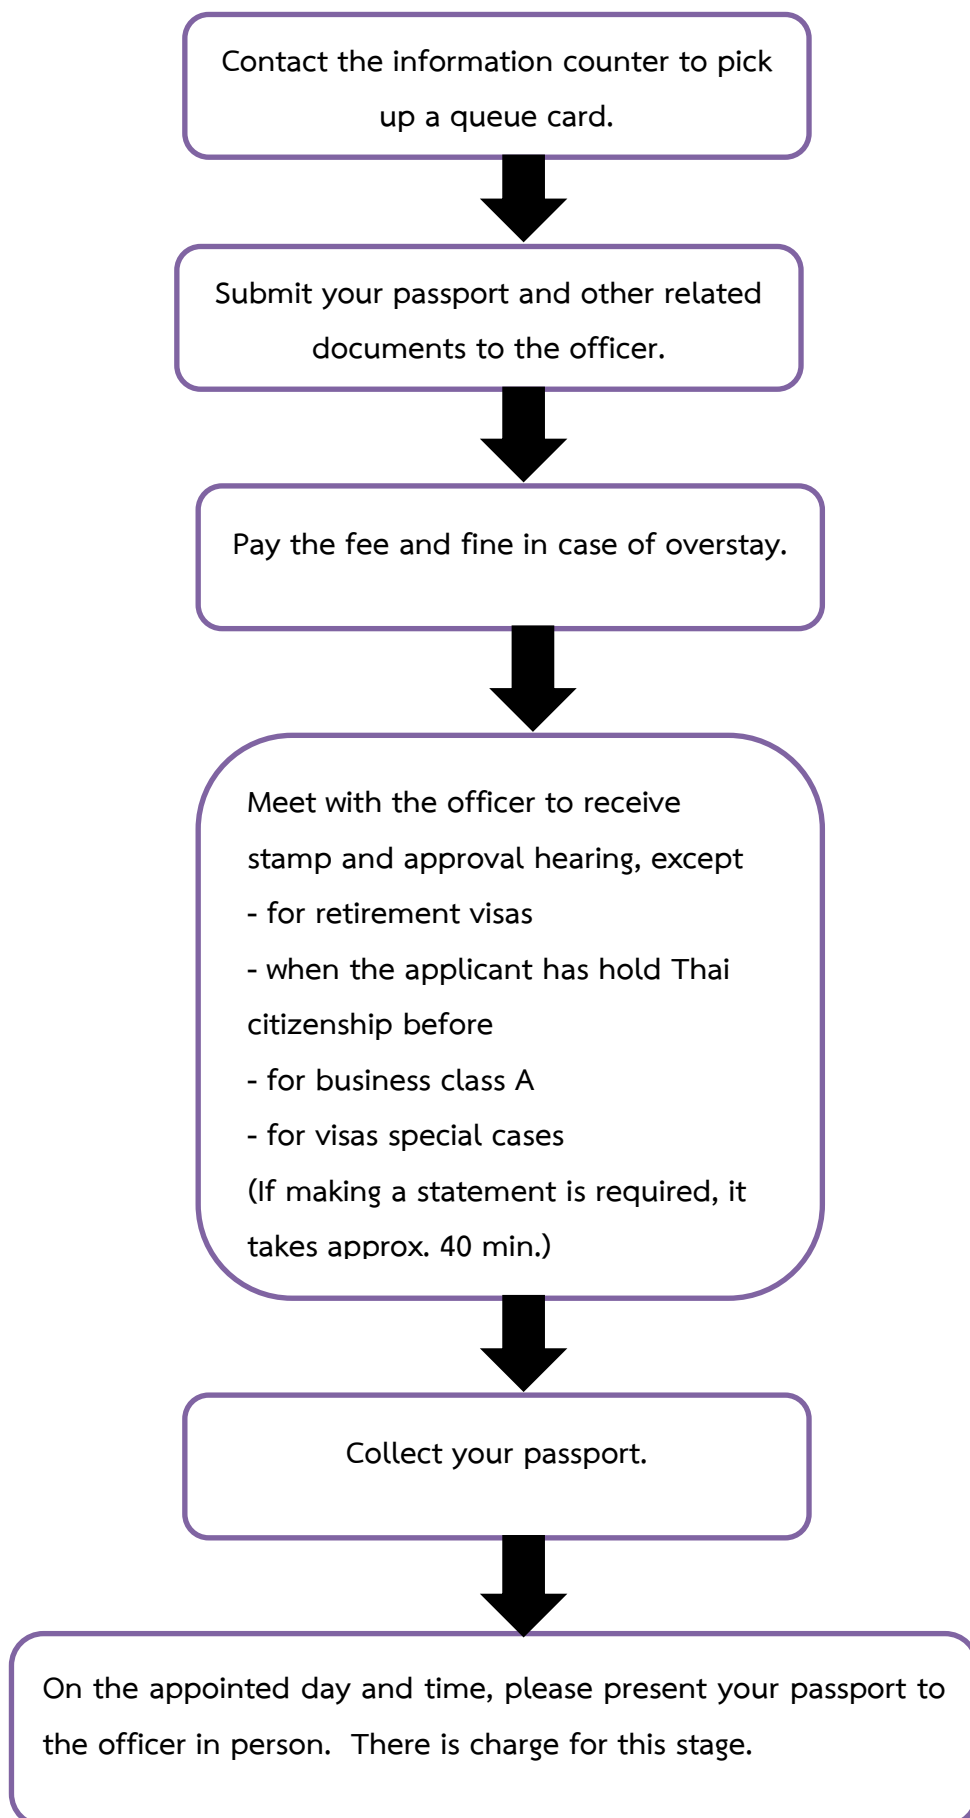 Contact the information counter to pick
up a queue card.
Submit your passport and other related
documents to the officer.
Pay the fee and fine in case of overstay.
Meet with the officer to receive
stamp and approval hearing, except
- for retirement visas
- when the applicant has hold Thai
citizenship before
- for business class A
- for visas special cases
(If making a statement is required, it
takes approx. 40 min.)
Collect your passport.
On the appointed day and time, please present your passport to
the officer in person.  There is charge for this stage.